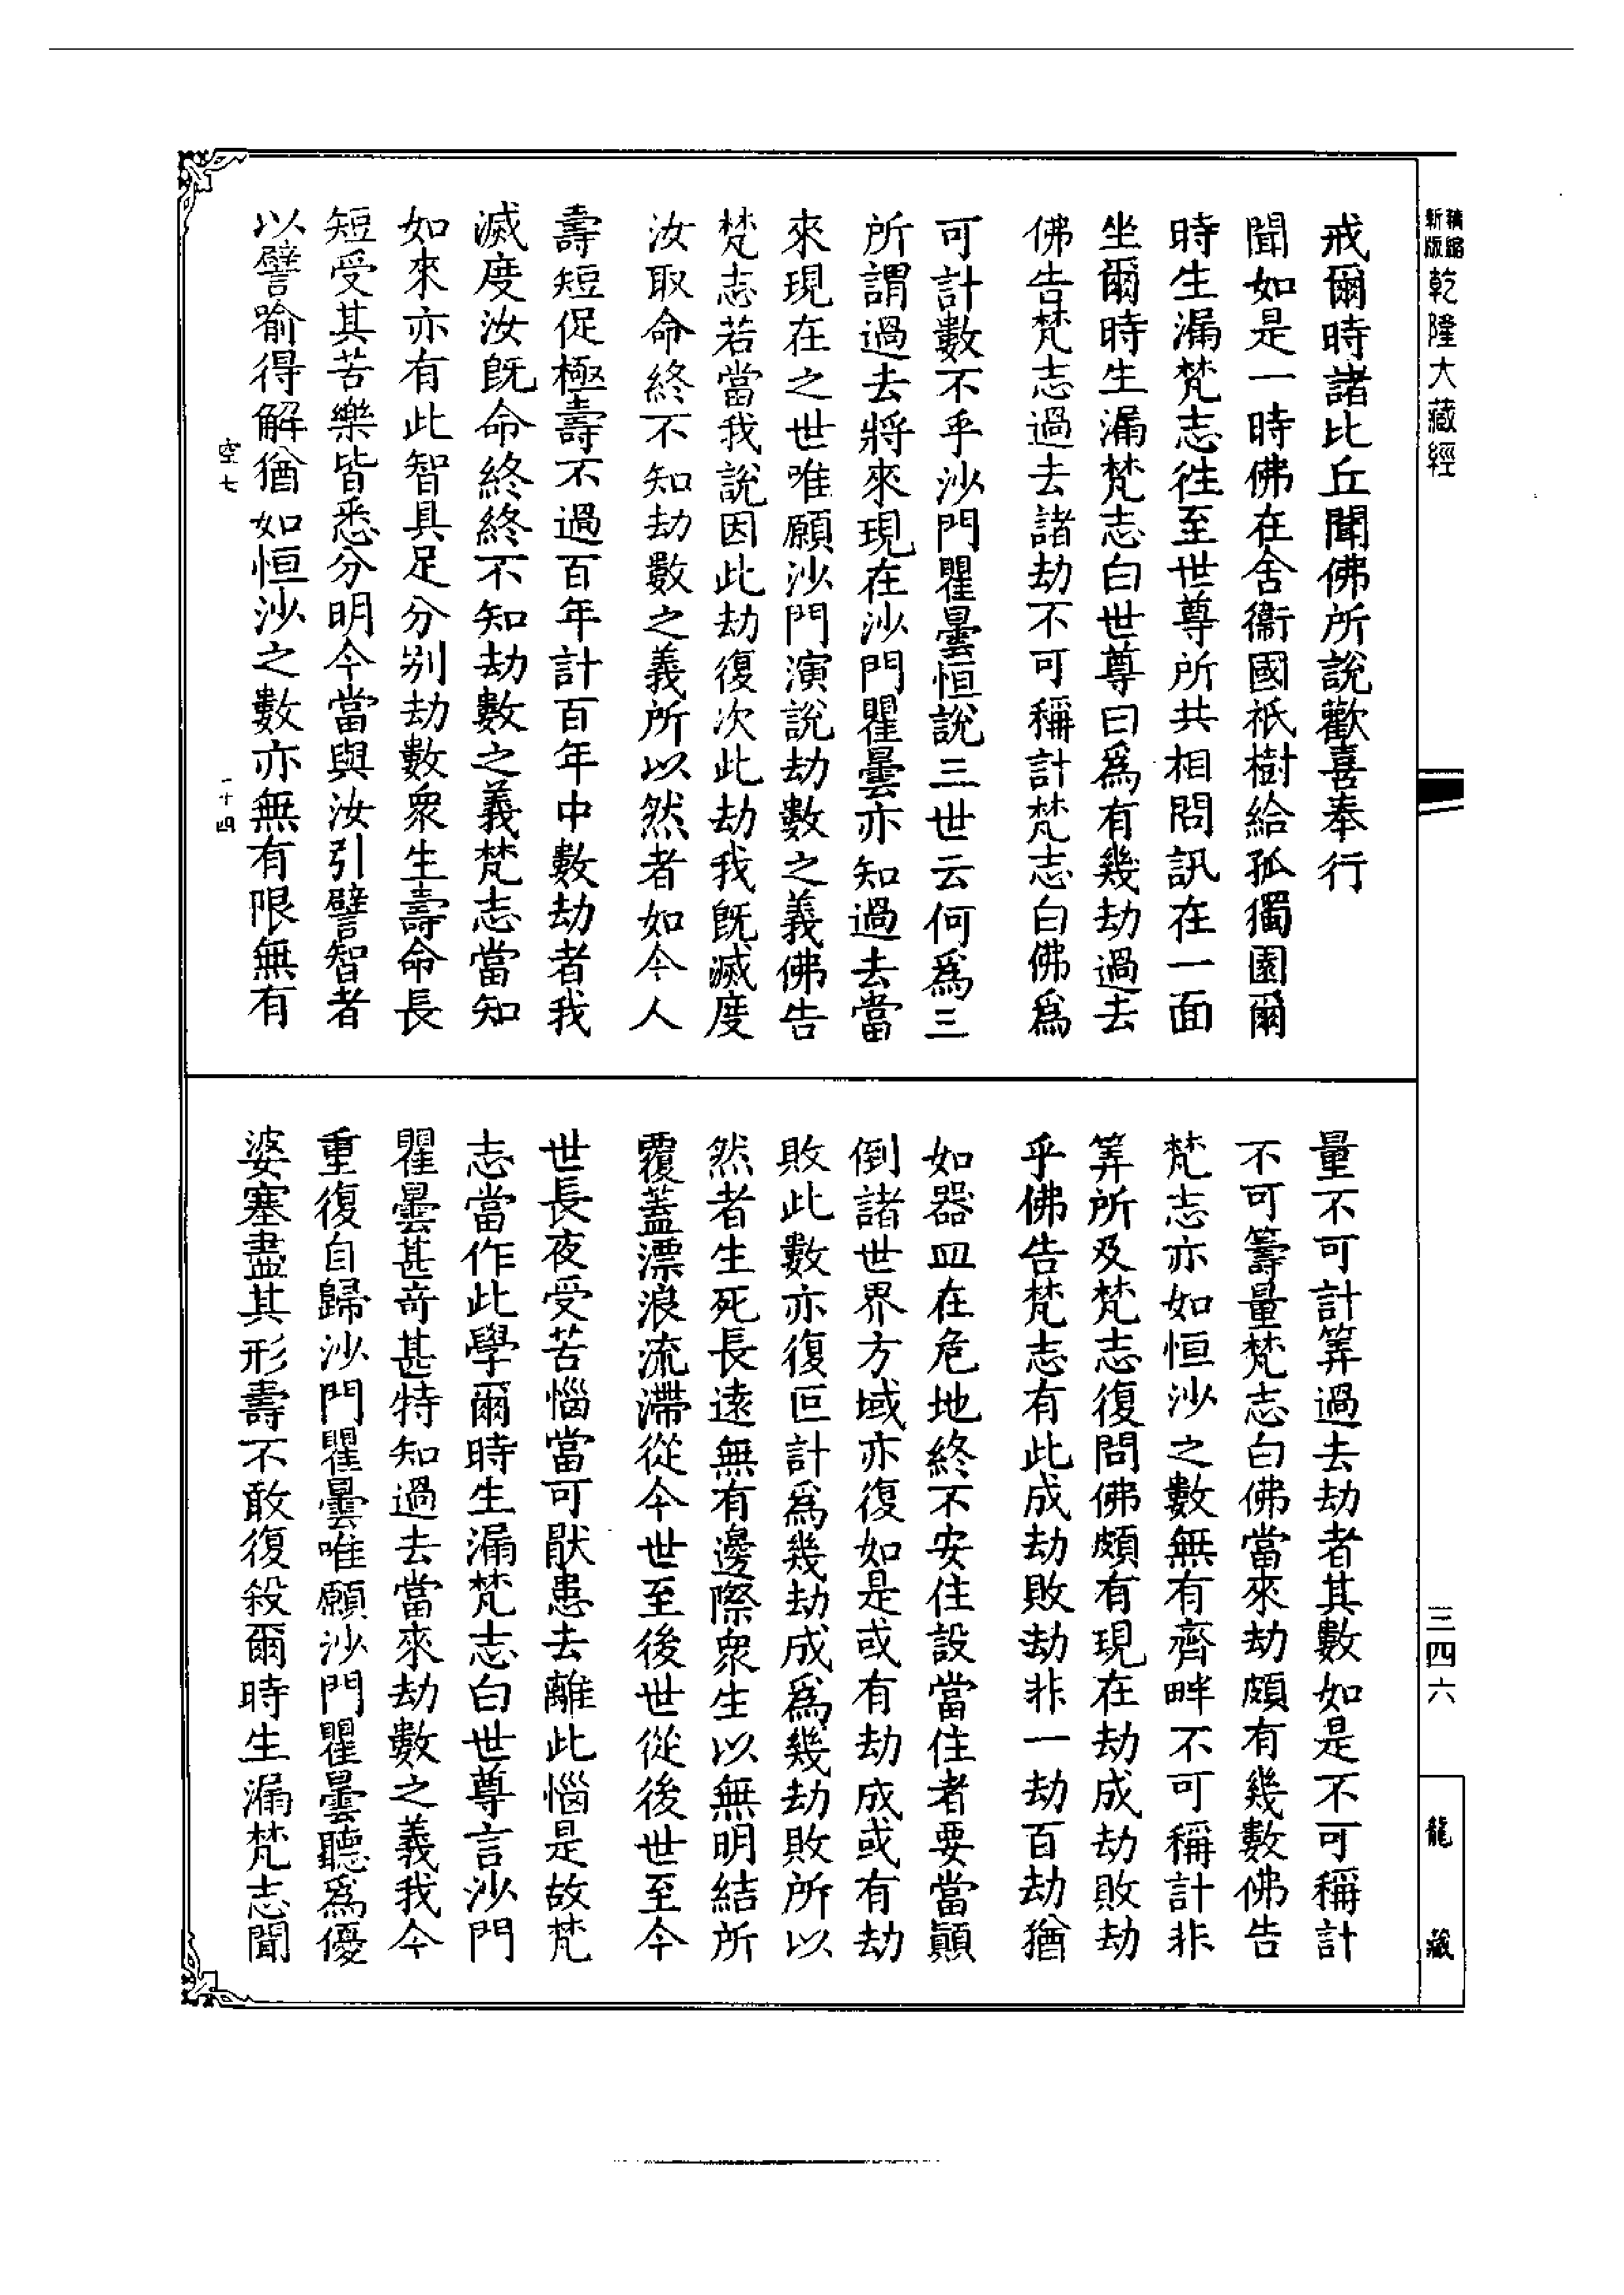 新版精縮乾隆大藏經
戒爾時諸比丘聞佛所說歡喜奉行
聞如是一時佛在舍衞國祇樹給孤獨園爾
時生漏梵志往至世尊所共相問訊在一面
坐爾時生漏梵志白世尊曰爲有幾劫過去
佛告梵志過去諸劫不可稱計梵志白佛爲
可計數不乎沙門瞿曇恒說三世云何爲三
所謂過去將來現在沙門瞿曇亦知過去當
來現在之世唯願沙門演說劫數之義佛告
梵志若當我說因此劫復次此劫我旣滅度
汝取命終不知劫數之義所以然者如今人
壽短促極壽不過百年計百年中數劫者我
滅度汝旣命終終不知劫數之義梵志當知
如來亦有此智具足分別劫數衆生壽命長
短受其苦樂皆悉分明今當與汝引譬智者
以譬喻得解猶如恒沙之數亦無有限無有
空七
一十四
量不可計筭過去劫者其數如是不可稱計
不可籌量梵志白佛當來劫頗有幾數佛告
梵志亦如恒沙之數無有齊畔不可稱計非
筭所及梵志復問佛頗有現在劫成劫敗劫
乎佛告梵志有此成劫敗劫非一劫百劫猶
如器皿在危地終不安住設當住者要當顚
倒諸世界方域亦復如是或有劫成或有劫
敗此數亦復叵計爲幾劫成爲幾劫敗所以
然者生死長遠無有邊際衆生以無明結所
覆蓋漂浪流滯從今世至後世從後世至今
世長夜受苦惱當可猒患去離此惱是故梵
志當作此學爾時生漏梵志白世尊言沙門
瞿曇甚奇甚特知過去當來劫數之義我今
重復自歸沙門瞿曇唯願沙門瞿曇聽爲優
婆塞盡其形壽不敢復殺爾時生漏梵志聞
三四六
龍藏